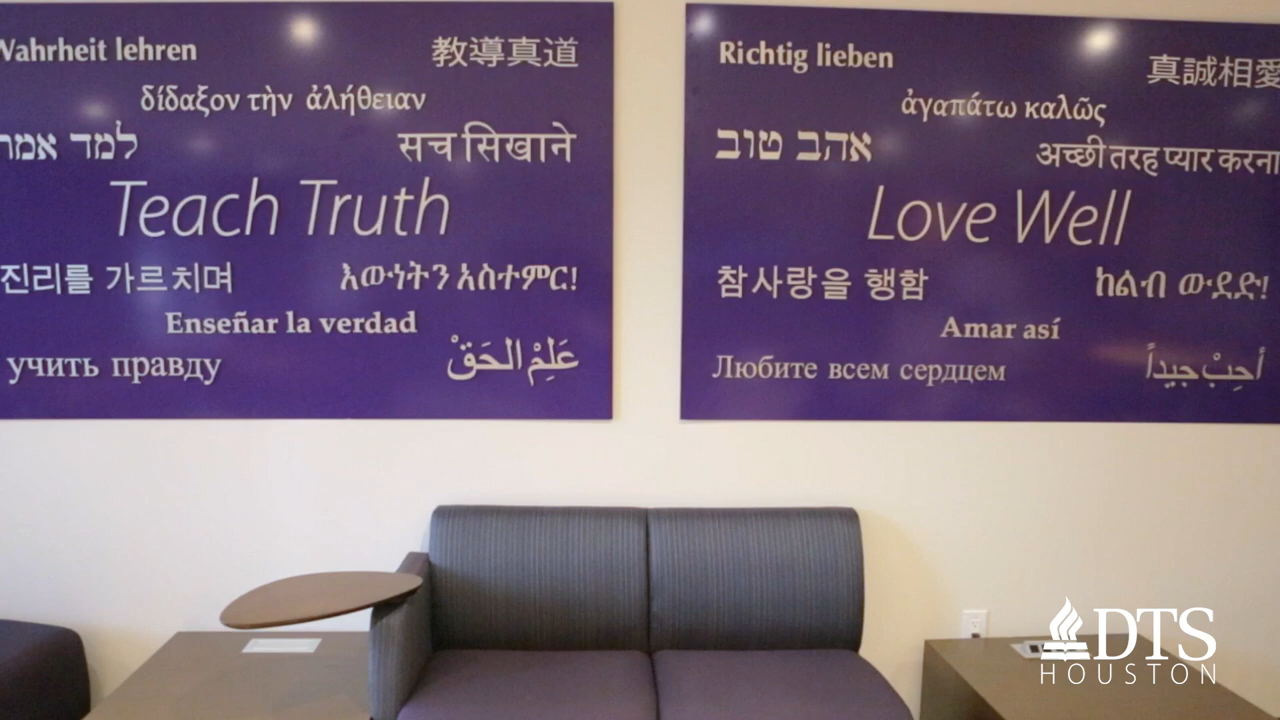 Wahrheit lehren
教導真道
δίδαξον τὴν ἀλήθειαν
למד אמת
सच सिखाने
Teach Truth
진리를 가르치며
እውነትን አስተምር!
Enseñar la verdad
учить правду
عَلِمْ الحَقْ
Richtig lieben
真誠相愛
ἀγαπάτω καλῶς
אהב טוב
अच्छी तरह प्यार करना
Love Well
참사랑을 행함
ከልብ ውደድ!
Amar así
Любите всем сердцем
أَحِبْ جيداً
DTS
HOUSTON